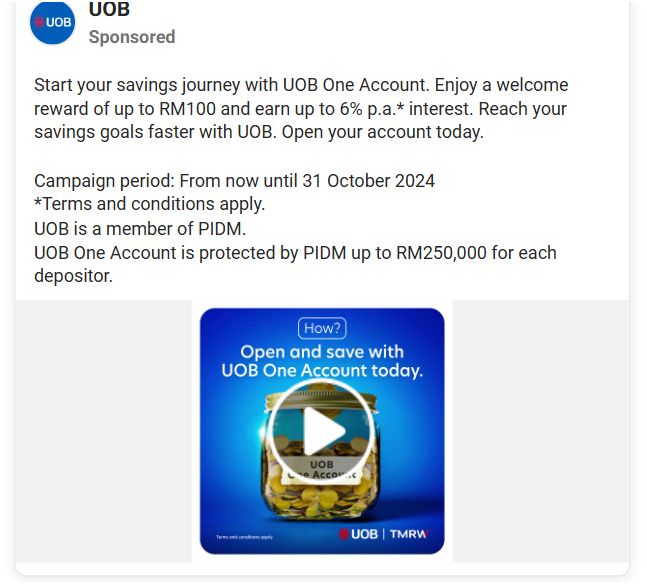 UOB
UOB
Sponsored
Start your savings journey with UOB One Account. Enjoy a welcome
reward of up to RM100 and earn up to 6% p.a.* interest. Reach your
savings goals faster with UOB. Open your account today.
Campaign period: From now until 31 October 2024
*Terms and conditions apply.
UOB is a member of PIDM.
UOB One Account is protected by PIDM up to RM250,000 for each
depositor.
How?
Open and save with
UOB One Account today.
UOB
One Account
Terms and conditions apply.
UOB | TMRW